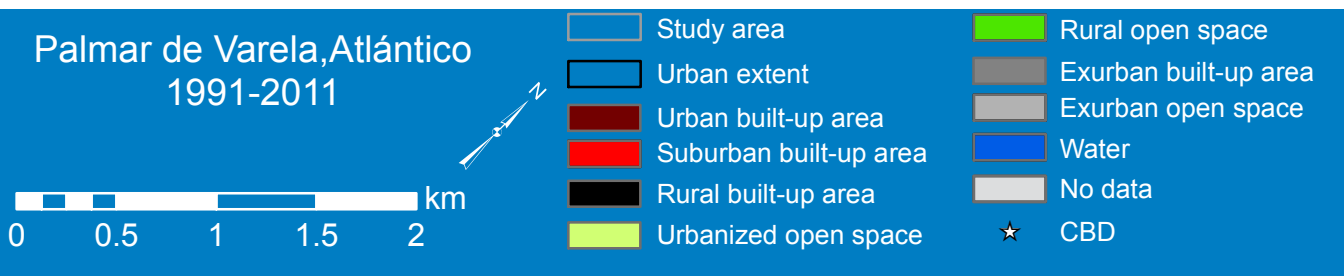 Palmar de Varela,Atlántico
1991-2011
N
km
0 0.5 1 1.5 2
Study area
Urban extent
Urban built-up area
Suburban built-up area
Rural built-up area
Urbanized open space
Rural open space
Exurban built-up area
Exurban open space
Water
No data
CBD